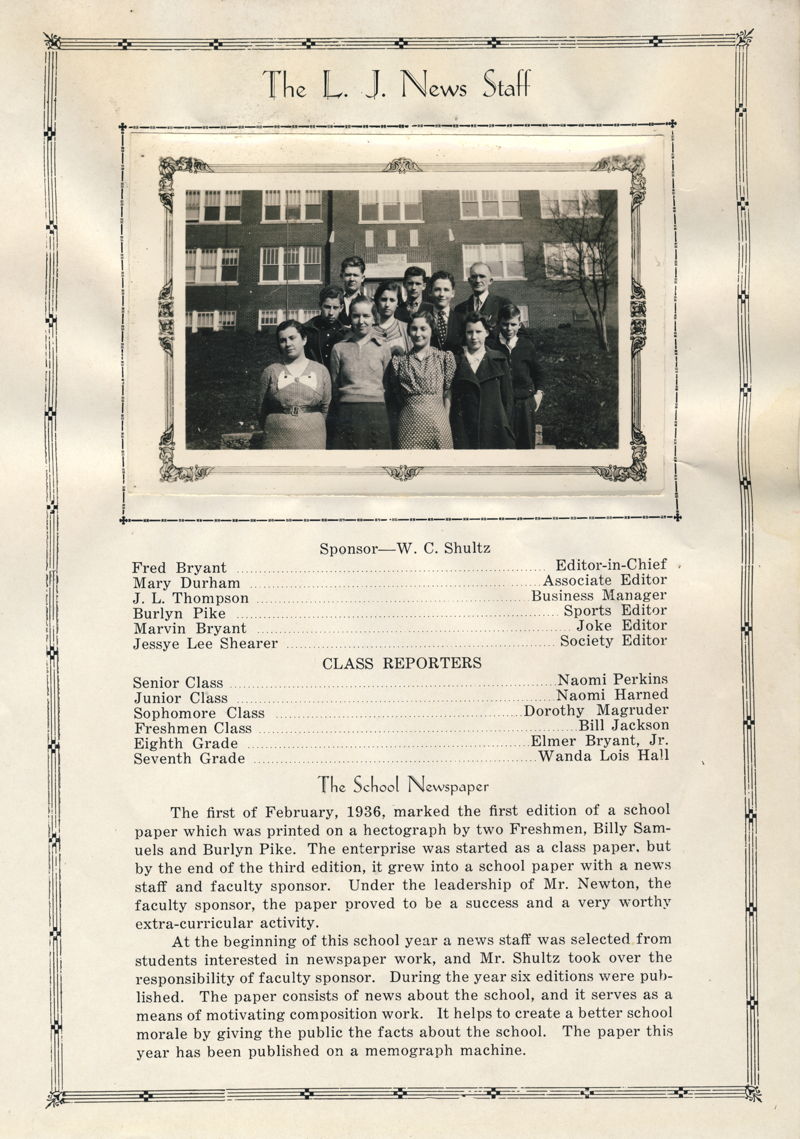 The L. J. News Staff
Sponsor—W. C. Shultz
Fred Bryant ........ Editor-in-Chief
Mary Durham ........ Associate Editor
J. L. Thompson ........ Business Manager
Burlyn Pike ........ Sports Editor
Marvin Bryant ........ Joke Editor
Jessye Lee Shearer ........ Society Editor
CLASS REPORTERS
Senior Class ........ Naomi Perkins
Junior Class ........ Naomi Harned
Sophomore Class ........ Dorothy Magruder
Freshmen Class ........ Bill Jackson
Eighth Grade ........ Elmer Bryant, Jr.
Seventh Grade ........ Wanda Lois Hall
The School Newspaper
The first of February, 1936, marked the first edition of a school
paper which was printed on a hectograph by two Freshmen, Billy Sam-
uels and Burlyn Pike. The enterprise was started as a class paper, but
by the end of the third edition, it grew into a school paper with a news
staff and faculty sponsor. Under the leadership of Mr. Newton, the
faculty sponsor, the paper proved to be a success and a very worthy
extra-curricular activity.
At the beginning of this school year a news staff was selected from
students interested in newspaper work, and Mr. Shultz took over the
responsibility of faculty sponsor. During the year six editions were pub-
lished. The paper consists of news about the school, and it serves as a
means of motivating composition work. It helps to create a better school
morale by giving the public the facts about the school. The paper this
year has been published on a memograph machine.